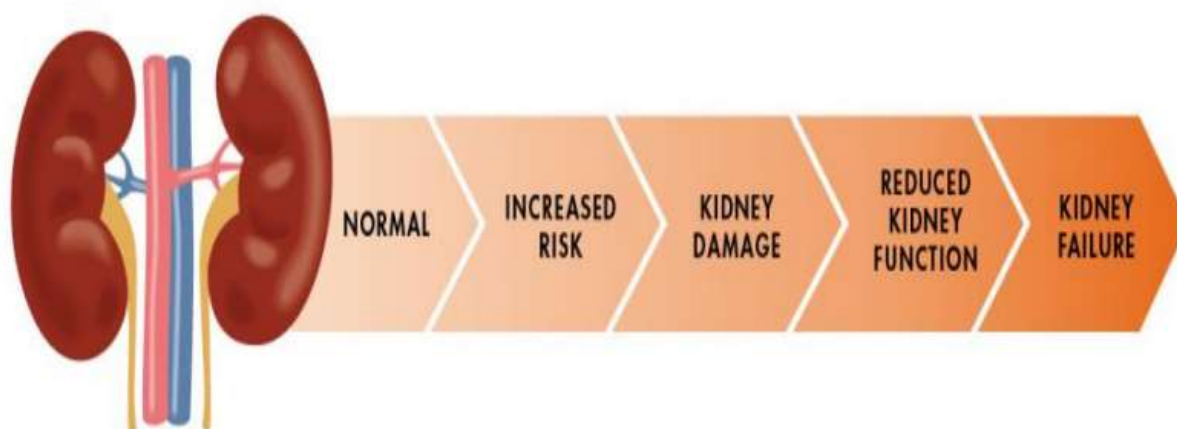 NORMAL
INCREASED
RISK
KIDNEY
DAMAGE
REDUCED
KIDNEY
FUNCTION
KIDNEY
FAILURE